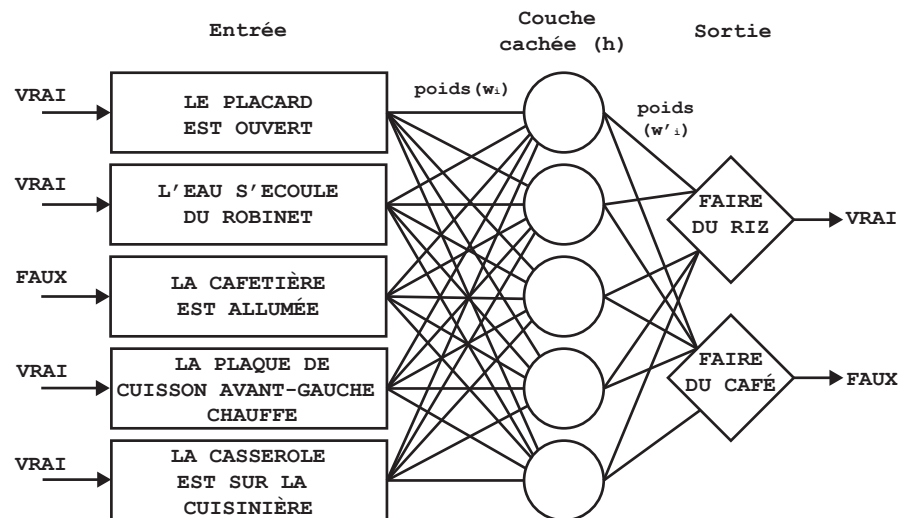 Entrée
Couche
cachée (h)
Sortie
VRAI
LE PLACARD
EST OUVERT
poids(wi)
poids
(w'i)
VRAI
L'EAU S'ECOULE
DU ROBINET
FAIRE
DU RIZ
VRAI
FAUX
LA CAFETIÈRE
EST ALLUMÉE
VRAI
LA PLAQUE DE
CUISSON AVANT-GAUCHE
CHAUFFE
FAIRE
DU CAFÉ
FAUX
VRAI
LA CASSEROLE
EST SUR LA
CUISINIÈRE